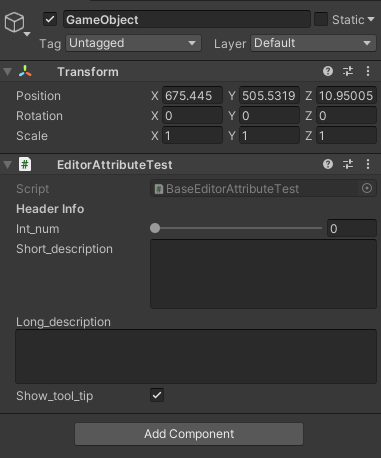 GameObject Static
Tag Untagged Layer Default
Transform
Position X 675.445 Y 505.5319 Z 10.95005
Rotation X 0 Y 0 Z 0
Scale X 1 Y 1 Z 1
# EditorAttributeTest
Script # BaseEditorAttributeTest
Header Info
Int_num 0
Short_description
Long_description
Show_tool_tip
Add Component